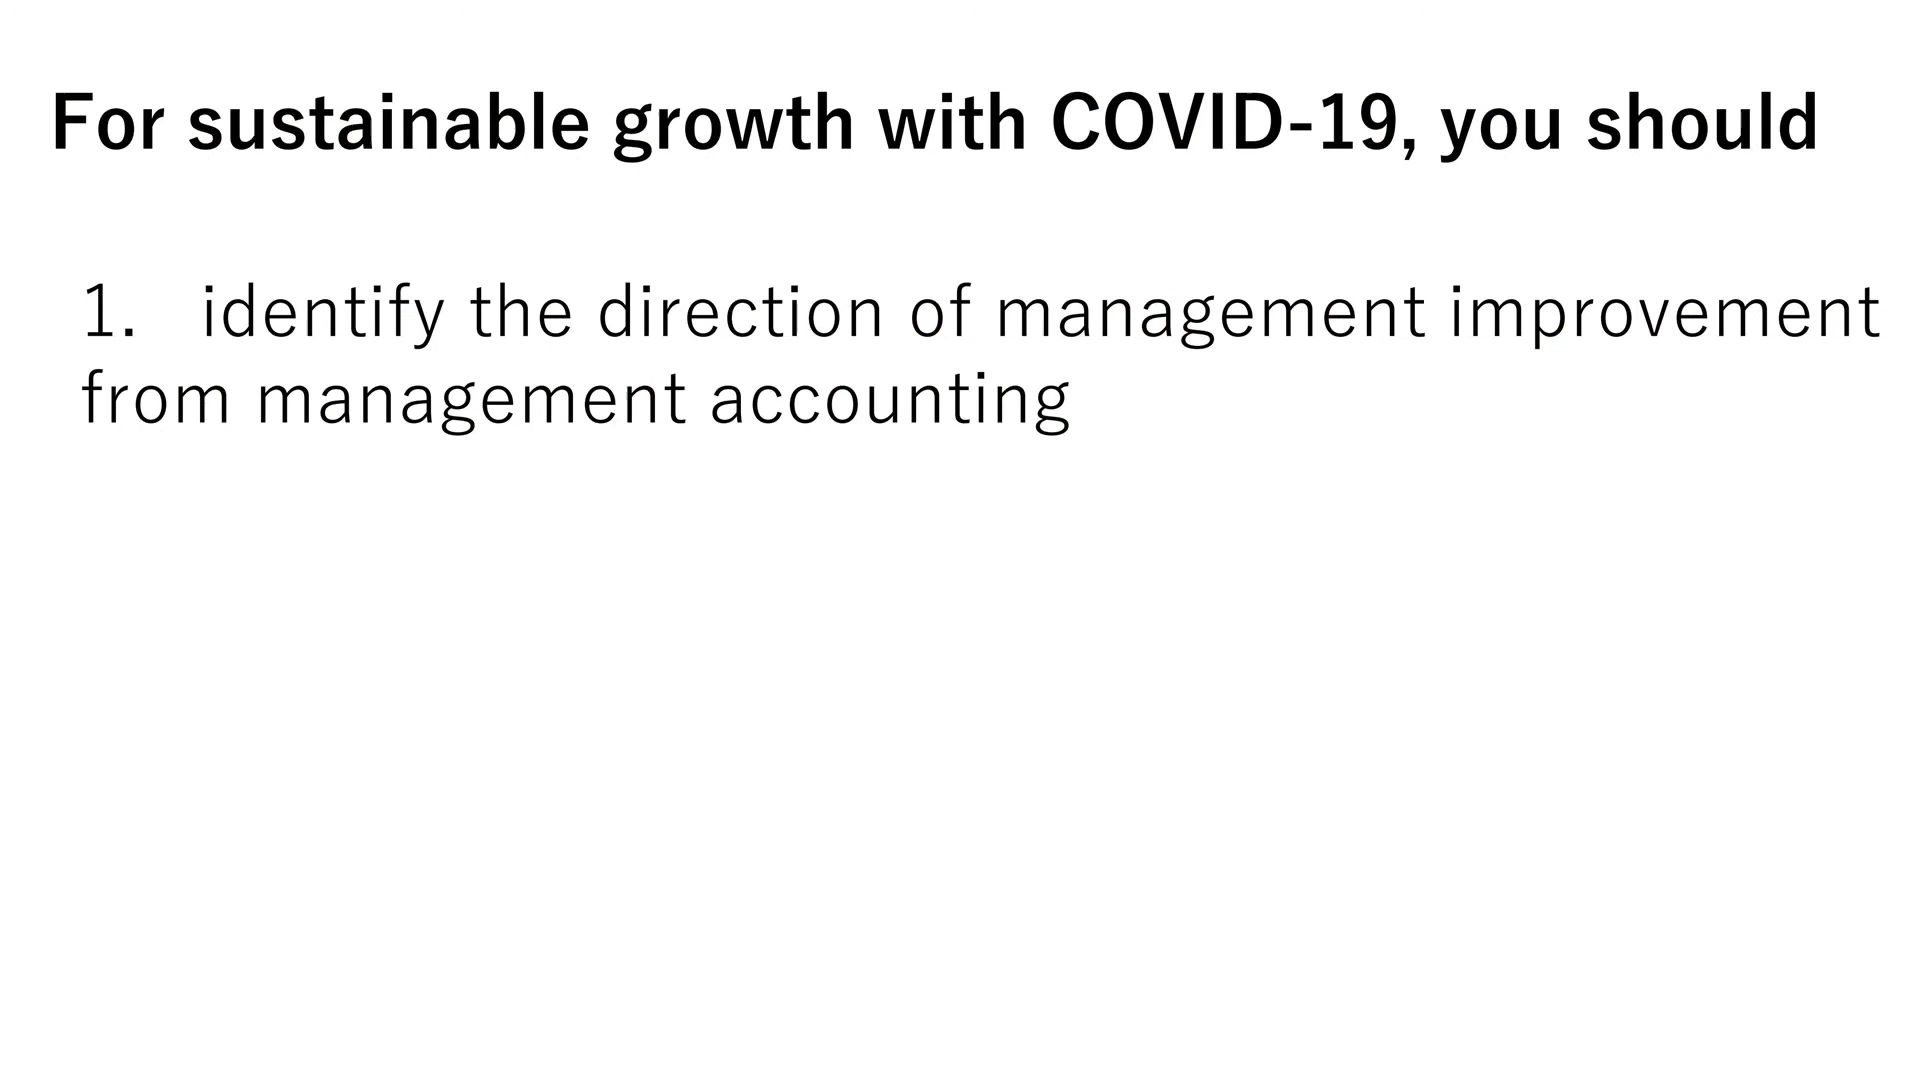 For sustainable growth with COVID-19, you should
1. identify the direction of management improvement
from management accounting